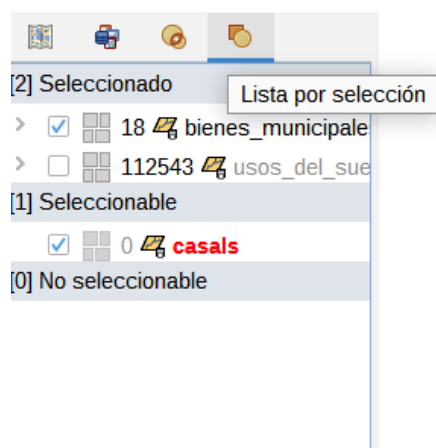 [2] Seleccionado
Lista por selección
18 bienes_municipale
112543 usos_del_sue
[1] Seleccionable
0 casals
[0] No seleccionable